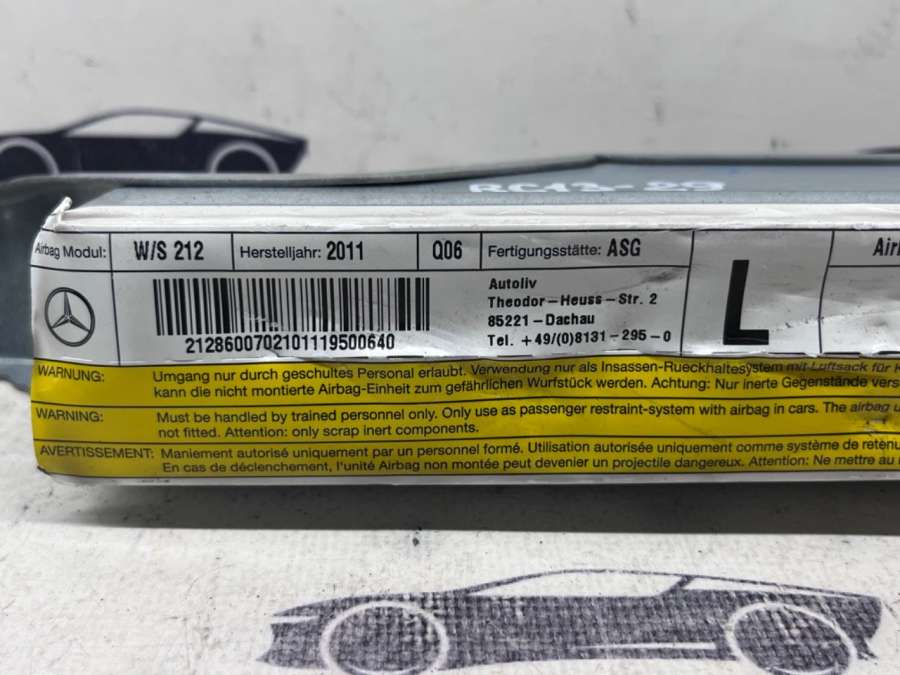 RC13-29
Airbag Modul: W/S 212 Herstelljahr: 2011 Q06 Fertigungsstätte: ASG
Autoliv
Theodor-Heuss-Str. 2
85221-Dachau
Tel. +49/(0)8131-295-0
2128600702101119500640
L
WARNUNG: Umgang nur durch geschultes Personal erlaubt. Verwendung nur als Insassen-Rueckhaltesystem mit Luftsack für
kann die nicht montierte Airbag-Einheit zum gefährlichen Wurfstück werden. Achtung: Nur inerte Gegenstände
WARNING: Must be handled by trained personnel only. Only use as passenger restraint-system with airbag in cars. The airbag
not fitted. Attention: only scrap inert components.
AVERTISSEMENT: Maniement autorisé uniquement par un personnel formé. Utilisation autorisée uniquement comme système de
En cas de déclenchement, l'unité Airbag non montée peut devenir un projectile dangereux. Attention: Ne mettre au